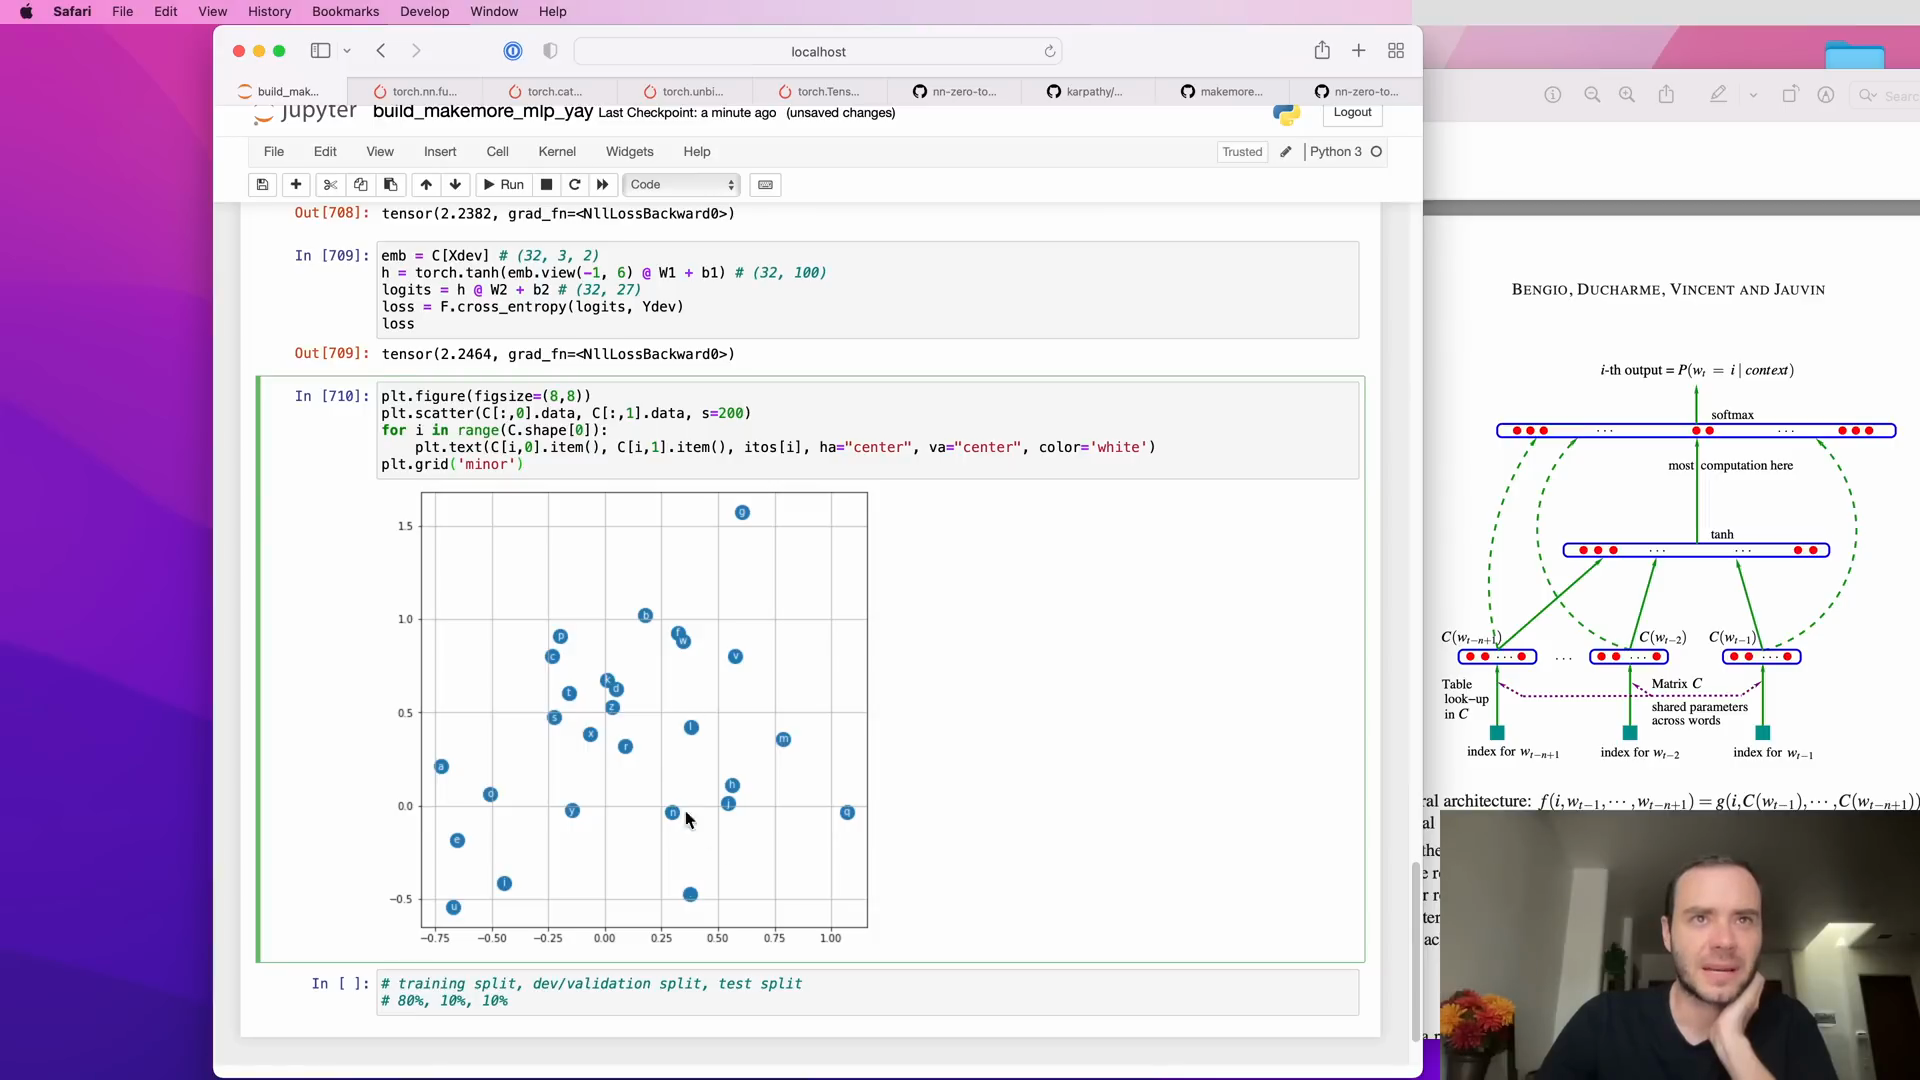 Safari File Edit View History Bookmarks Develop Window Help
localhost
build_mak... torch.nn.fu... torch.cat... torch.unbi... torch.Tens... nn-zero-to... karpathy/... makemore... nn-zero-to...
Search
jupyter build_makemore_mlp_yay Last Checkpoint: a minute ago (unsaved changes) Logout
File Edit View Insert Cell Kernel Widgets Help Trusted Python 3
Run Code
Out[708]: tensor(2.2382, grad_fn=<NllLossBackward0>)
In [709]: emb = C[Xdev] # (32, 3, 2)
h = torch.tanh(emb.view(-1, 6) @ W1 + b1) # (32, 100)
logits = h @ W2 + b2 # (32, 27)
loss = F.cross_entropy(logits, Ydev)
loss
Out[709]: tensor(2.2464, grad_fn=<NllLossBackward0>)
In [710]: plt.figure(figsize=(8,8))
plt.scatter(C[:,0].data, C[:,1].data, s=200)
for i in range(C.shape[0]):
plt.text(C[i,0].item(), C[i,1].item(), itos[i], ha="center", va="center", color='white')
plt.grid('minor')
1.5
1.0
0.5
0.0
−0.5
g
b
p f w
c v
k d
t z
s l
x r m
a h
o j
y n q
e
i
u
−0.75 −0.50 −0.25 0.00 0.25 0.50 0.75 1.00
In [ ]: # training split, dev/validation split, test split
# 80%, 10%, 10%
BENGIO, DUCHARME, VINCENT AND JAUVIN
i-th output = P(w_t = i | context)
softmax
. . . . . .
most computation here
tanh
. . . . . .
C(w_{t−n+1}) C(w_{t−2}) C(w_{t−1})
... . . . ... ...
Table look−up in C
Matrix C
shared parameters across words
index for w_{t−n+1} index for w_{t−2} index for w_{t−1}
ral architecture: f(i, w_{t−1}, ··· , w_{t−n+1}) = g(i, C(w_{t−1}), ··· , C(w_{t−n+1}))
al
the